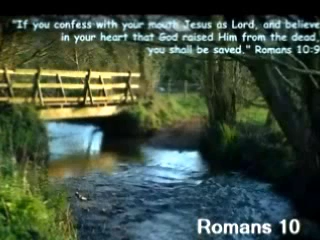 "If you confess with your mouth Jesus as Lord, and believe
in your heart that God raised Him from the dead,
you shall be saved." Romans 10:9
Romans 10